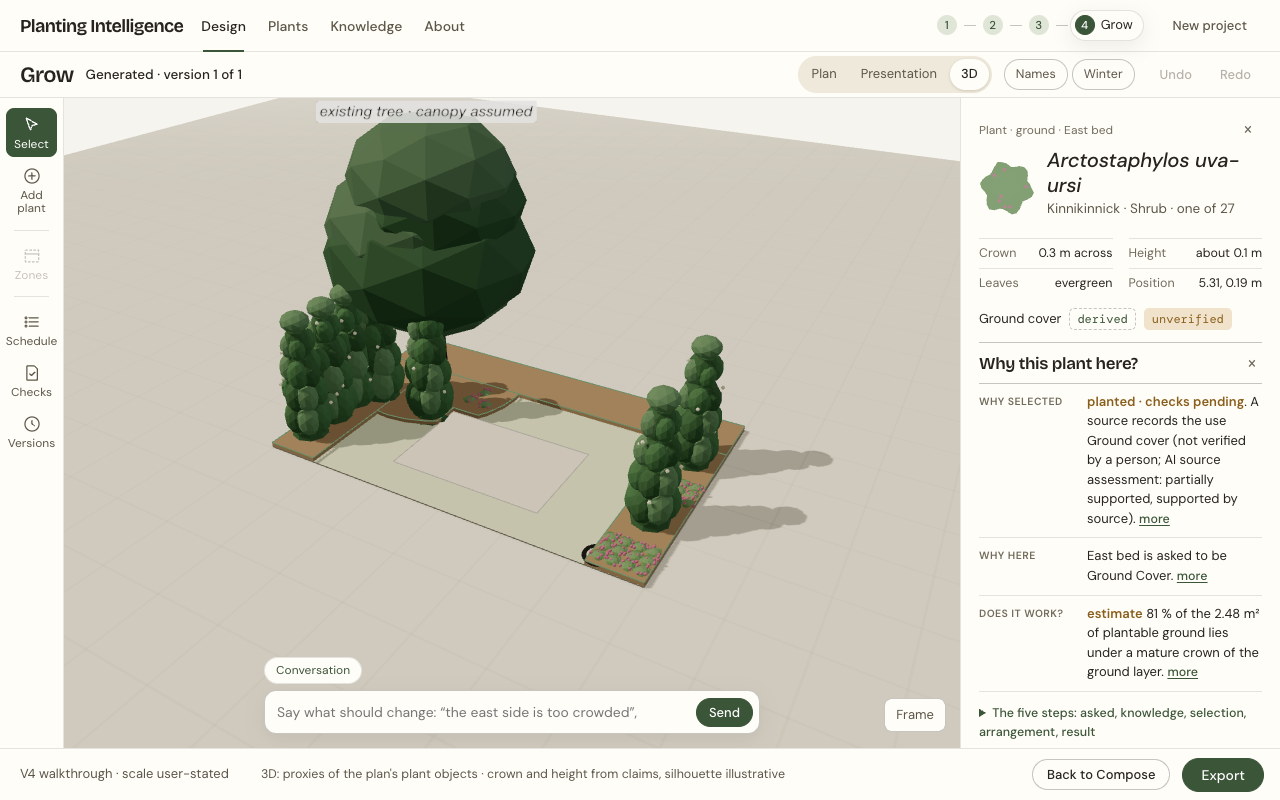 Planting Intelligence
Design
Plants
Knowledge
About
1
2
3
4 Grow
New project
Grow
Generated · version 1 of 1
Plan
Presentation
3D
Names
Winter
Undo
Redo
Select
Add
plant
Zones
Schedule
Checks
Versions
existing tree · canopy assumed
Conversation
Say what should change: “the east side is too crowded”,
Send
Frame
Plant · ground · East bed
×
Arctostaphylos uva-
ursi
Kinnikinnick · Shrub · one of 27
Crown 0.3 m across
Height about 0.1 m
Leaves evergreen
Position 5.31, 0.19 m
Ground cover derived unverified
Why this plant here? ×
WHY SELECTED
planted · checks pending. A
source records the use
Ground cover (not verified
by a person; AI source
assessment: partially
supported, supported by
source). more
WHY HERE
East bed is asked to be
Ground Cover. more
DOES IT WORK?
estimate 81 % of the 2.48 m²
of plantable ground lies
under a mature crown of the
ground layer. more
▶ The five steps: asked, knowledge, selection,
arrangement, result
V4 walkthrough · scale user-stated
3D: proxies of the plan's plant objects · crown and height from claims, silhouette illustrative
Back to Compose
Export